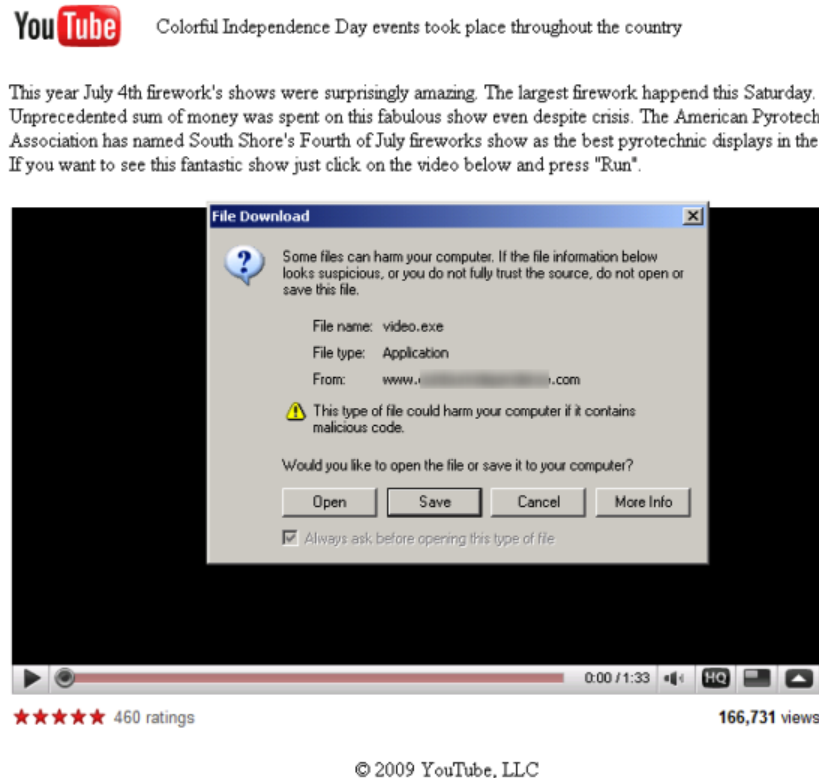 You Tube
Colorful Independence Day events took place throughout the country
This year July 4th firework's shows were surprisingly amazing. The largest firework happend this Saturday.
Unprecedented sum of money was spent on this fabulous show even despite crisis. The American Pyrotech
Association has named South Shore's Fourth of July fireworks show as the best pyrotechnic displays in the
If you want to see this fantastic show just click on the video below and press "Run".
File Download
Some files can harm your computer. If the file information below
looks suspicious, or you do not fully trust the source, do not open or
save this file.
File name: video.exe
File type: Application
From: www. .com
This type of file could harm your computer if it contains
malicious code.
Would you like to open the file or save it to your computer?
Open Save Cancel More Info
Always ask before opening this type of file
0:00 / 1:33 HQ
460 ratings 166,731 views
© 2009 YouTube, LLC